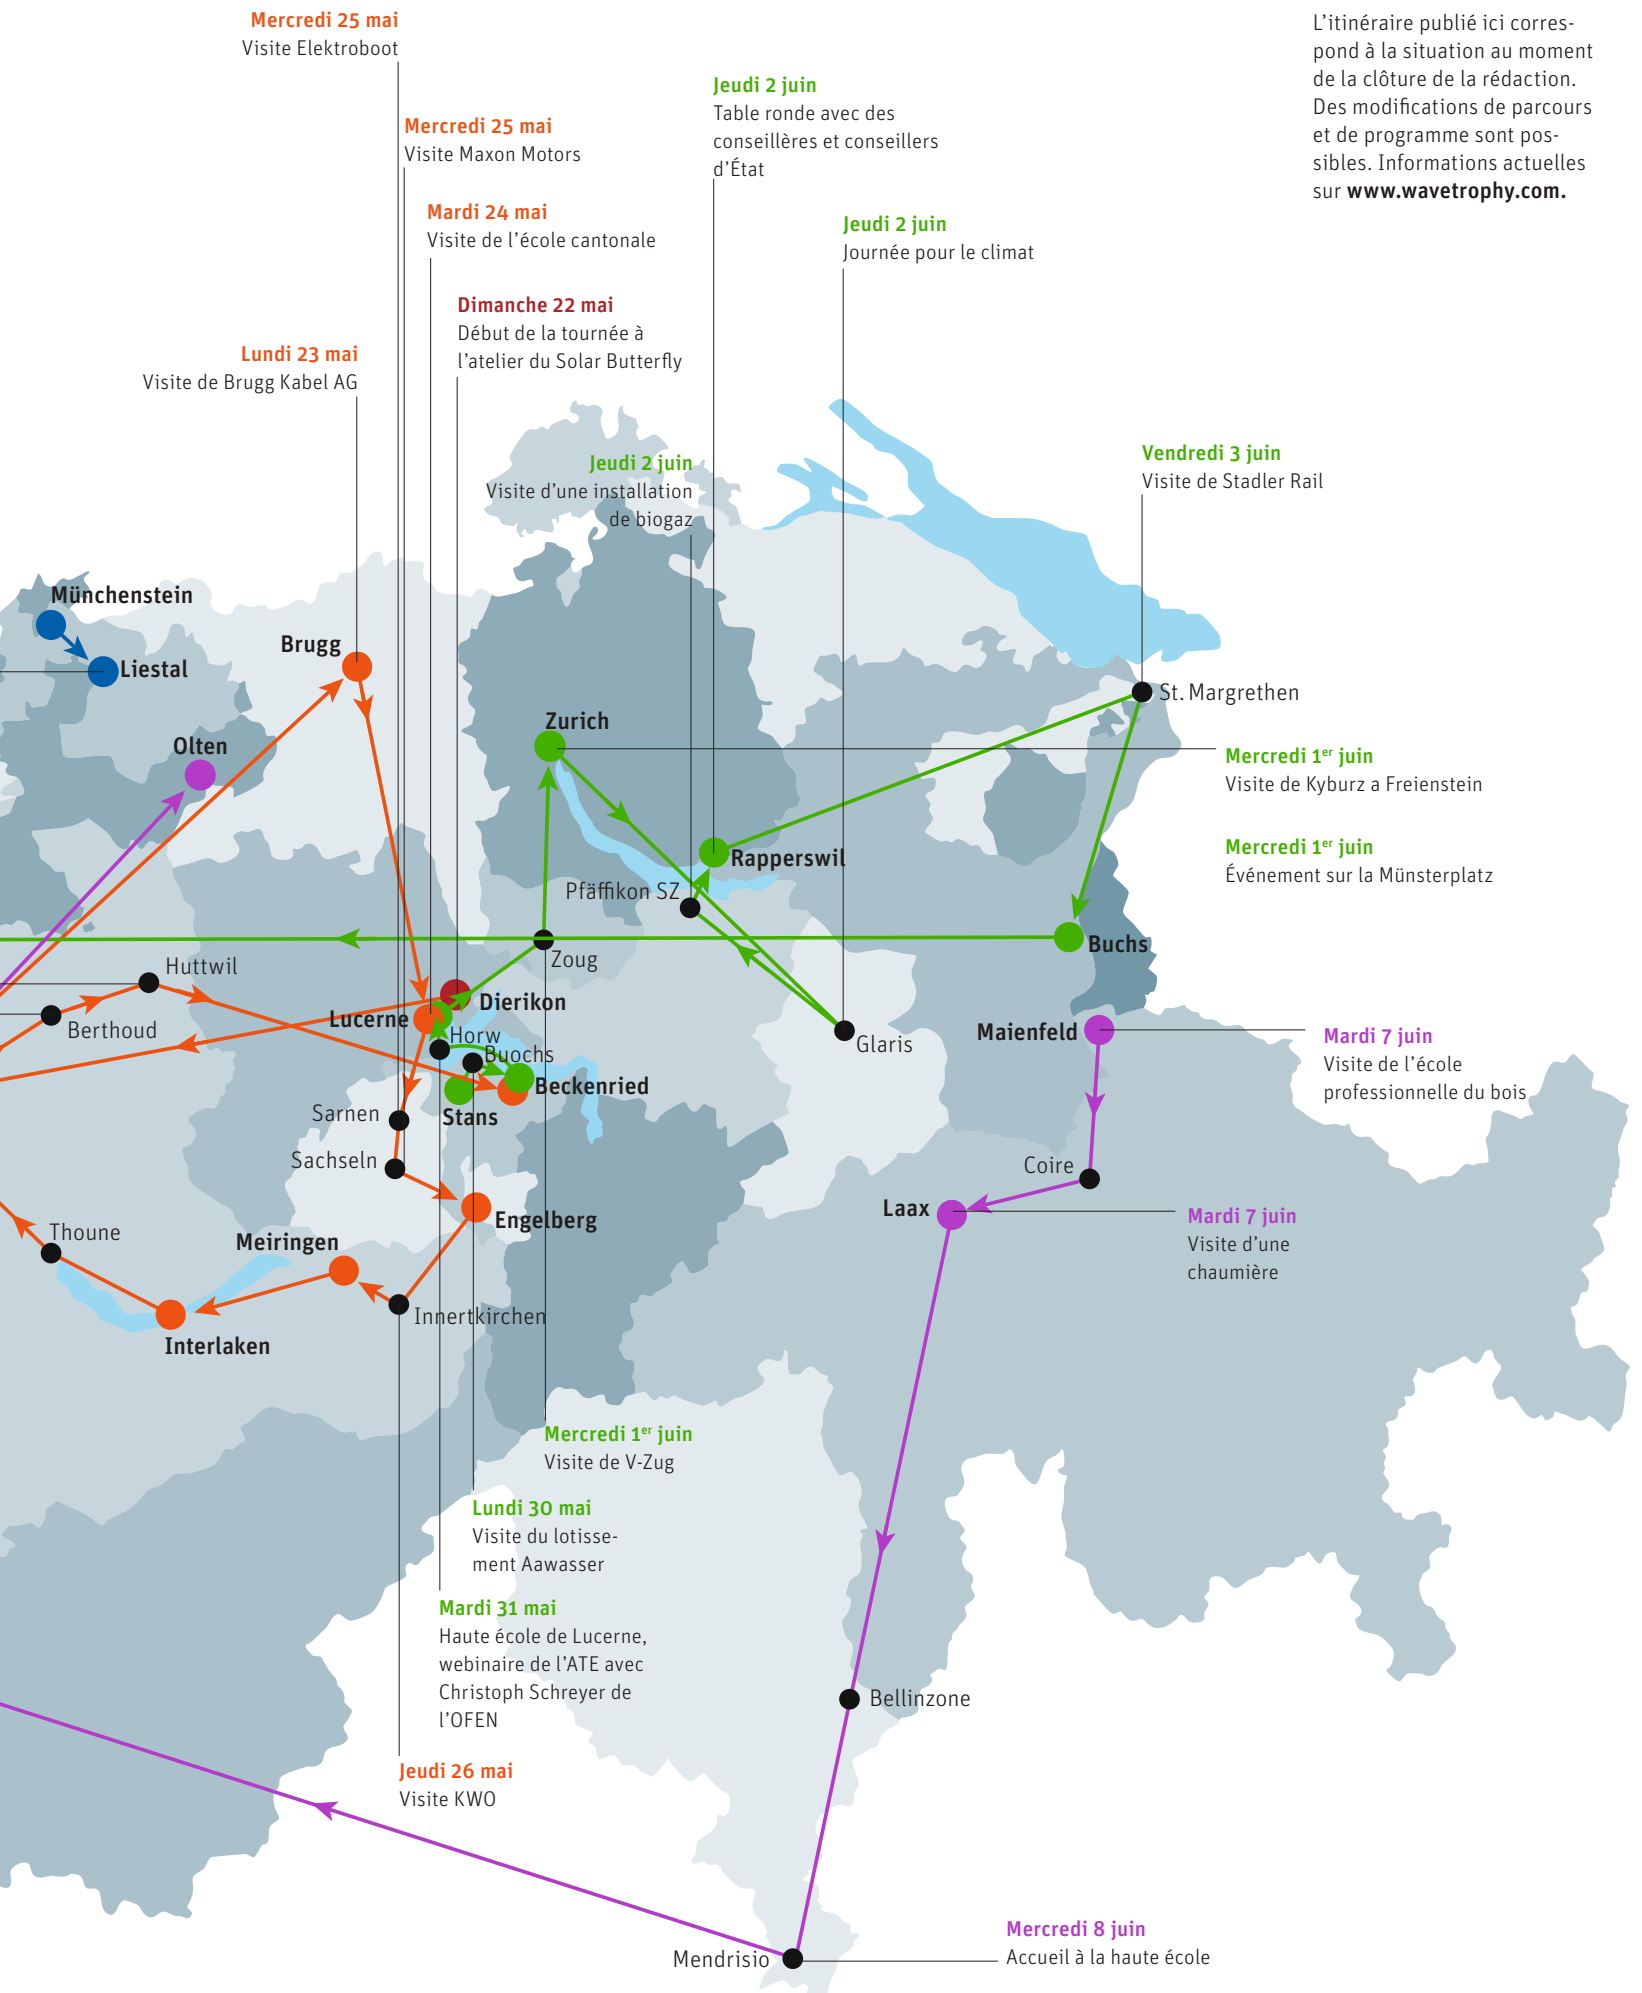 Mercredi 25 mai
Visite Elektroboot
L'itinéraire publié ici corres-
pond à la situation au moment
de la clôture de la rédaction.
Des modifications de parcours
et de programme sont pos-
sibles. Informations actuelles
sur www.wavetrophy.com.
Jeudi 2 juin
Table ronde avec des
conseillères et conseillers
d'État
Mercredi 25 mai
Visite Maxon Motors
Mardi 24 mai
Visite de l'école cantonale
Jeudi 2 juin
Journée pour le climat
Dimanche 22 mai
Début de la tournée à
l'atelier du Solar Butterfly
Lundi 23 mai
Visite de Brugg Kabel AG
Jeudi 2 juin
Visite d'une installation
de biogaz
Vendredi 3 juin
Visite de Stadler Rail
Münchenstein
Liestal
Brugg
Olten
Zurich
St. Margrethen
Mercredi 1er juin
Visite de Kyburz a Freienstein
Mercredi 1er juin
Événement sur la Münsterplatz
Rapperswil
Pfäffikon SZ
Buchs
Zoug
Huttwil
Berthoud
Dierikon
Lucerne
Horw
Buochs
Beckenried
Stans
Glaris
Maienfeld
Mardi 7 juin
Visite de l'école
professionnelle du bois
Sarnen
Sachseln
Coire
Laax
Mardi 7 juin
Visite d'une
chaumière
Engelberg
Thoune
Meiringen
Innertkirchen
Interlaken
Mercredi 1er juin
Visite de V-Zug
Lundi 30 mai
Visite du lotisse-
ment Aawasser
Mardi 31 mai
Haute école de Lucerne,
webinaire de l'ATE avec
Christoph Schreyer de
l'OFEN
Bellinzone
Jeudi 26 mai
Visite KWO
Mendrisio
Mercredi 8 juin
Accueil à la haute école